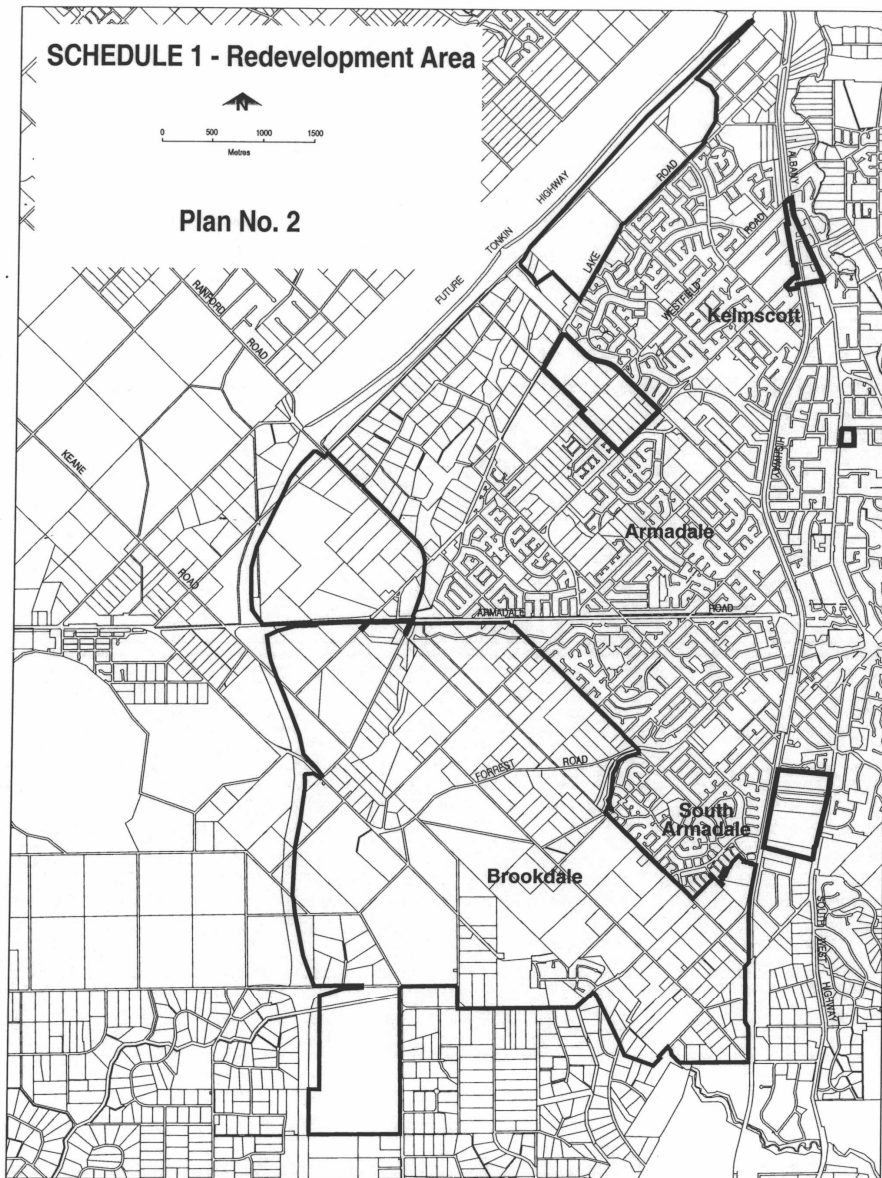 SCHEDULE 1 - Redevelopment Area
N
0 500 1000 1500
Metres
Plan No. 2
ALBANY
HIGHWAY
TONKIN
FUTURE
ROAD
LAKE
ROAD
WESTFIELD
RANFORD
ROAD
Kelmscott
KEANE
ROAD
HIGHWAY
Armadale
ARMADALE
ROAD
FORREST
ROAD
South
Armadale
Brookdale
SOUTH
WEST
HIGHWAY